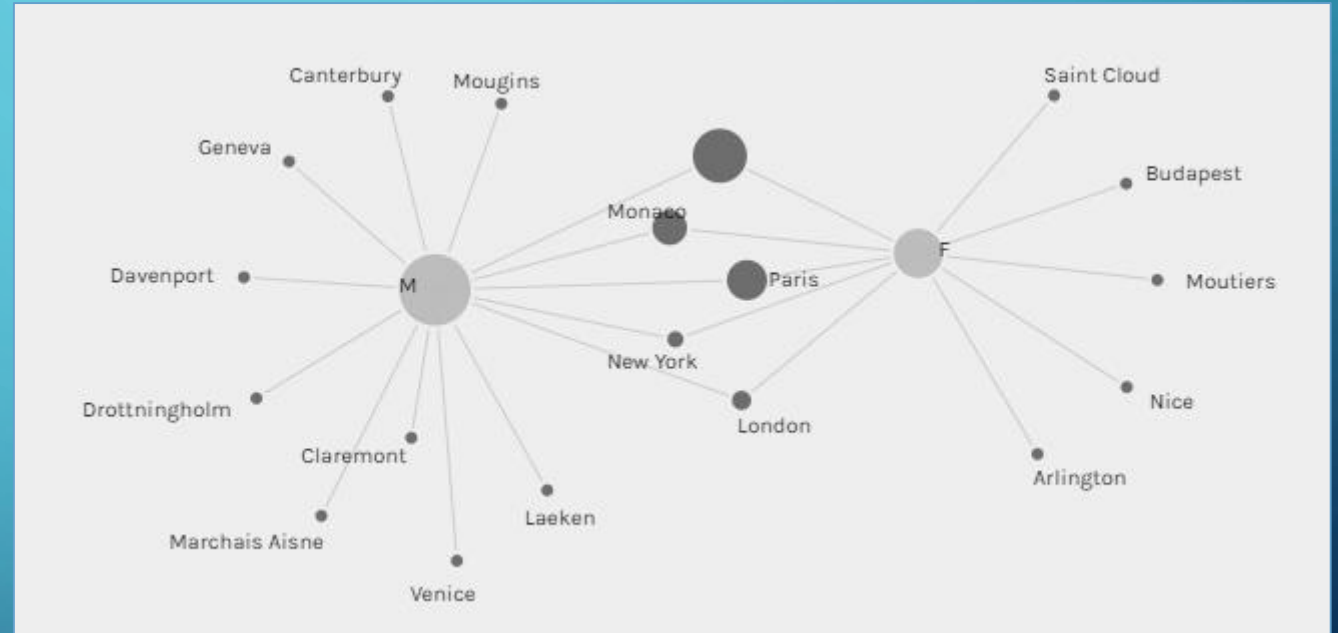 Canterbury
Mougins
Saint Cloud
Geneva
Budapest
Monaco
F
Davenport
M
Paris
Moutiers
New York
Drottningholm
Nice
London
Claremont
Arlington
Laeken
Marchais Aisne
Venice